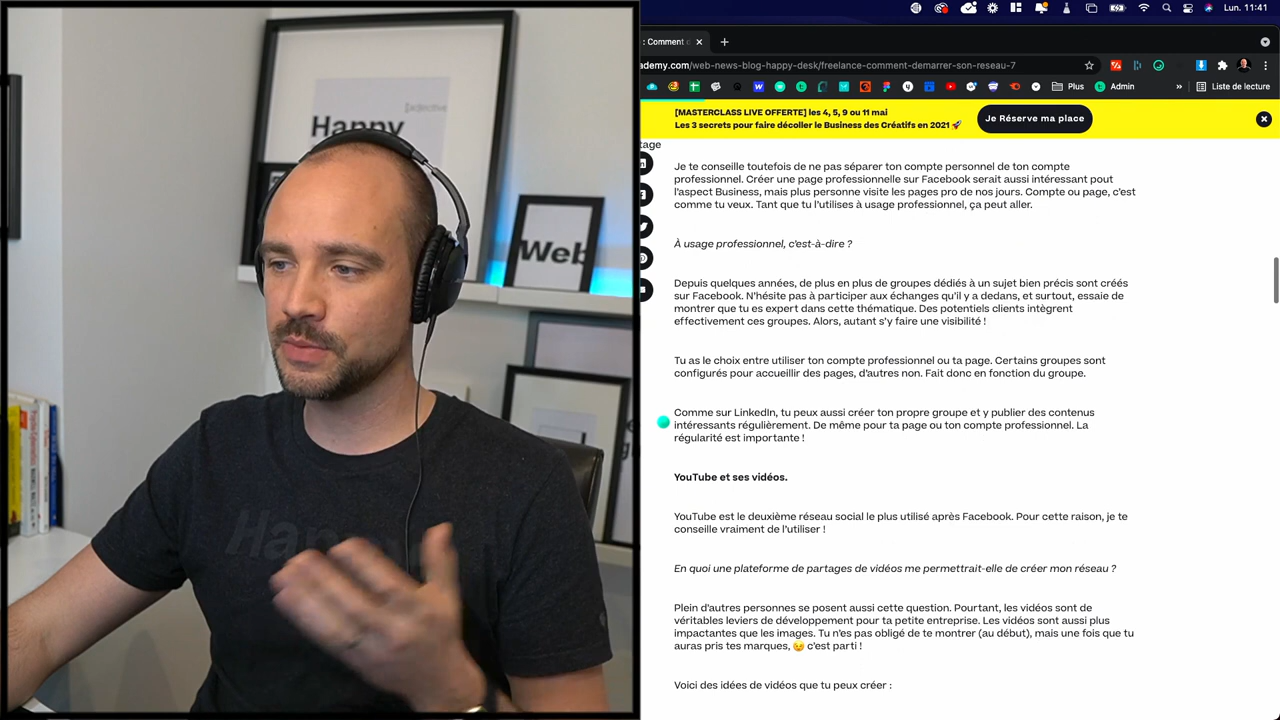 [adjective]
Happy
Web
Hap
Lun. 11:41
: Comment
ademy.com/web-news-blog-happy-desk/freelance-comment-demarrer-son-reseau-7
Plus
Admin
»
Liste de lecture
[MASTERCLASS LIVE OFFERTE] les 4, 5, 9 ou 11 mai
Les 3 secrets pour faire décoller le Business des Créatifs en 2021 🚀
Je Réserve ma place
tage
Je te conseille toutefois de ne pas séparer ton compte personnel de ton compte
professionnel. Créer une page professionnelle sur Facebook serait aussi intéressant pout
l’aspect Business, mais plus personne visite les pages pro de nos jours. Compte ou page, c’est
comme tu veux. Tant que tu l’utilises à usage professionnel, ça peut aller.
À usage professionnel, c’est-à-dire ?
Depuis quelques années, de plus en plus de groupes dédiés à un sujet bien précis sont créés
sur Facebook. N’hésite pas à participer aux échanges qu’il y a dedans, et surtout, essaie de
montrer que tu es expert dans cette thématique. Des potentiels clients intègrent
effectivement ces groupes. Alors, autant s’y faire une visibilité !
Tu as le choix entre utiliser ton compte professionnel ou ta page. Certains groupes sont
configurés pour accueillir des pages, d’autres non. Fait donc en fonction du groupe.
Comme sur LinkedIn, tu peux aussi créer ton propre groupe et y publier des contenus
intéressants régulièrement. De même pour ta page ou ton compte professionnel. La
régularité est importante !
YouTube et ses vidéos.
YouTube est le deuxième réseau social le plus utilisé après Facebook. Pour cette raison, je te
conseille vraiment de l’utiliser !
En quoi une plateforme de partages de vidéos me permettrait-elle de créer mon réseau ?
Plein d’autres personnes se posent aussi cette question. Pourtant, les vidéos sont de
véritables leviers de développement pour ta petite entreprise. Les vidéos sont aussi plus
impactantes que les images. Tu n’es pas obligé de te montrer (au début), mais une fois que tu
auras pris tes marques, 😉 c’est parti !
Voici des idées de vidéos que tu peux créer :